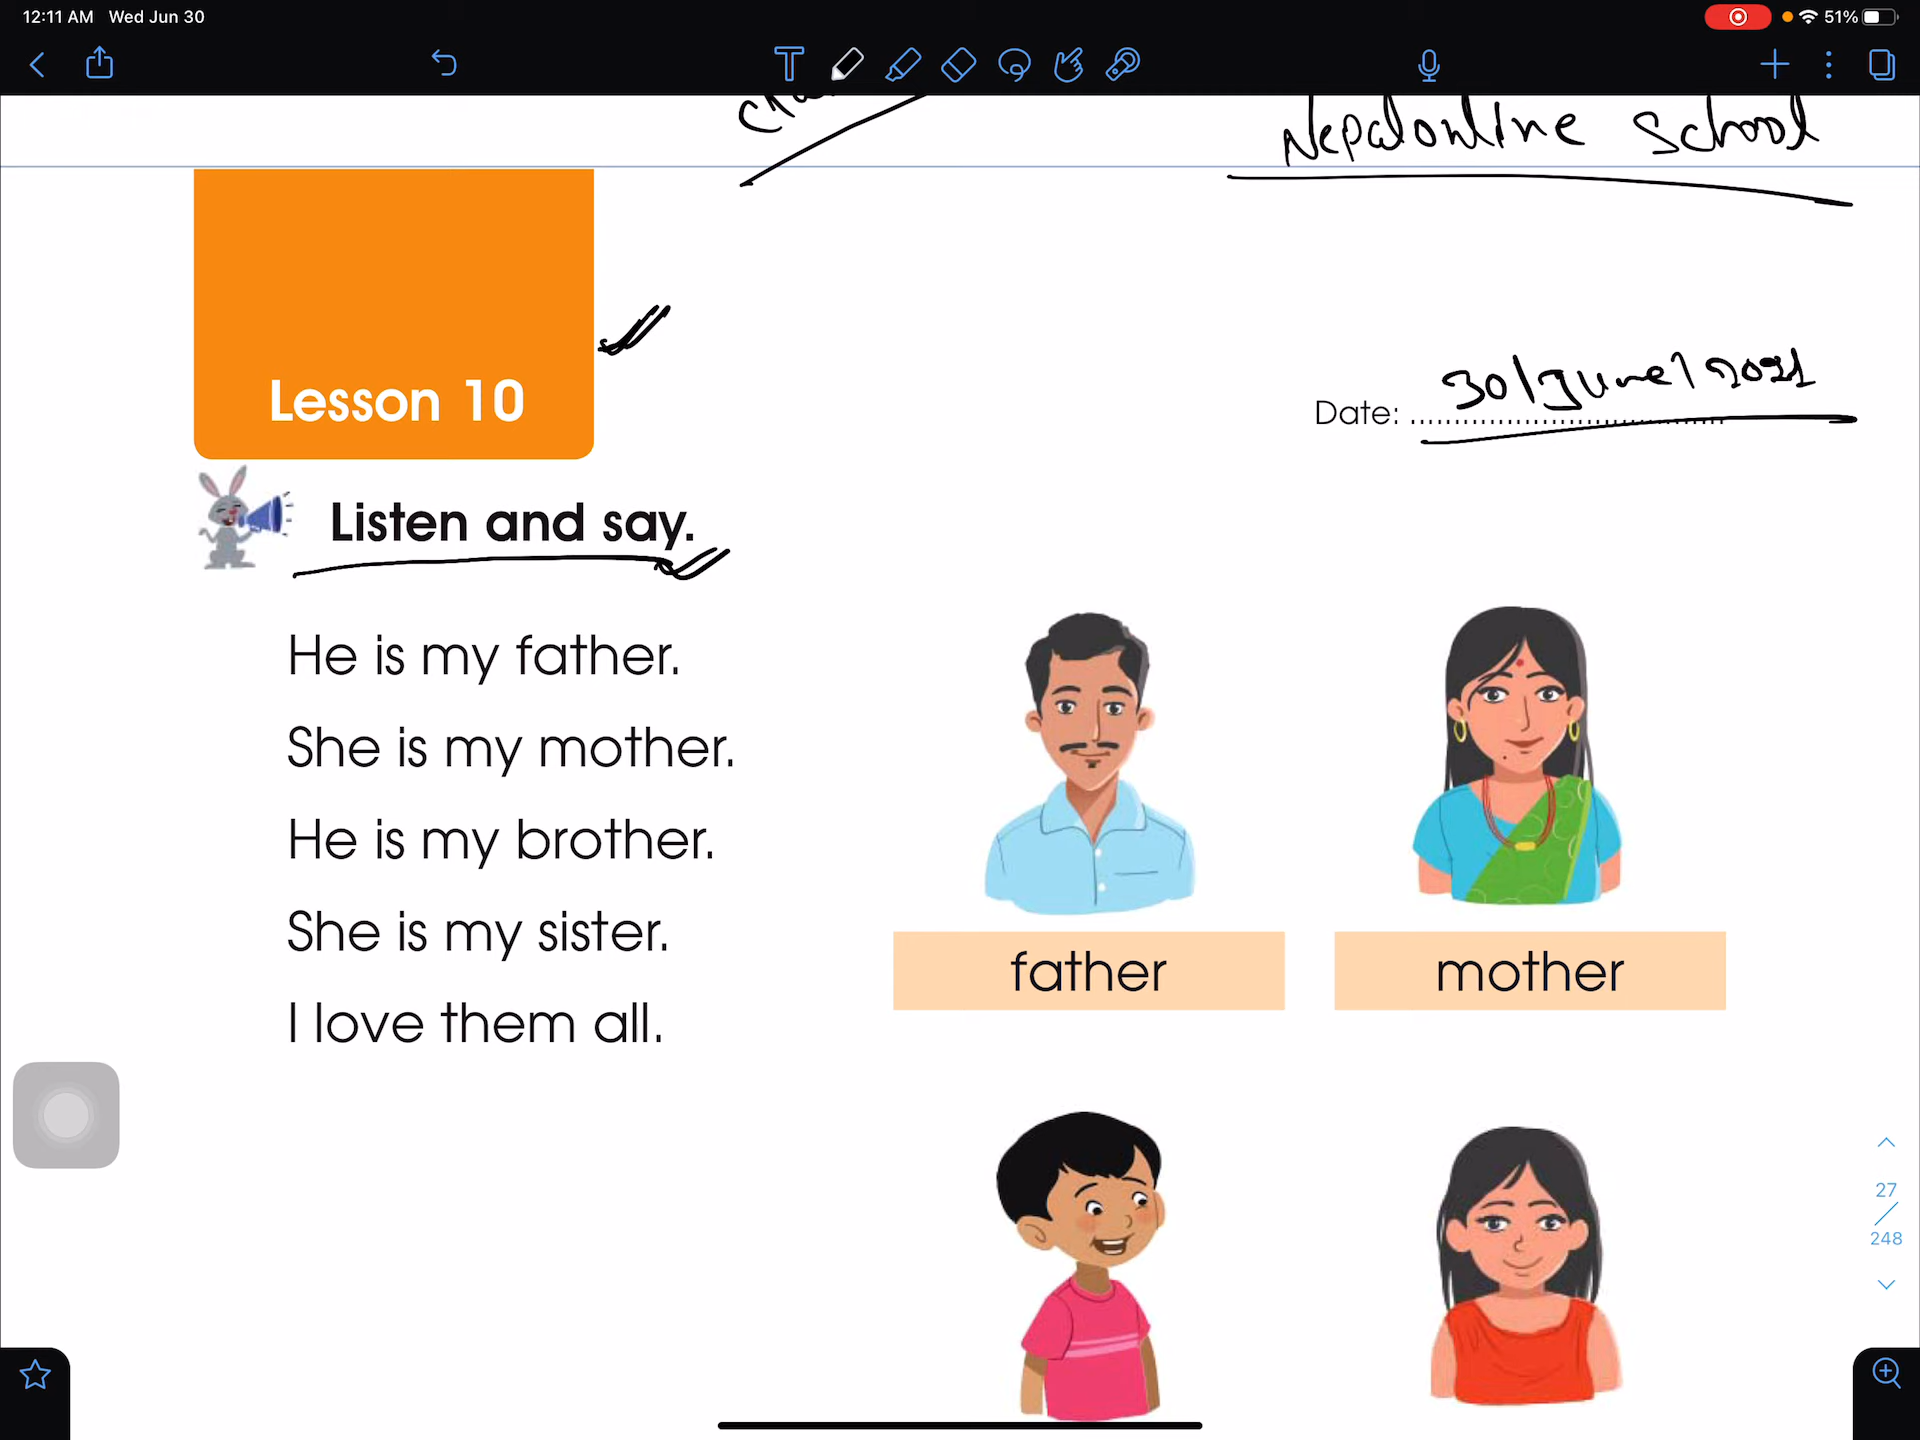 12:11 AM Wed Jun 30
51%
Nepalonline School
Lesson 10
30/June/2021
Date: ....................................
Listen and say.
He is my father.
She is my mother.
He is my brother.
She is my sister.
I love them all.
father
mother
27
248